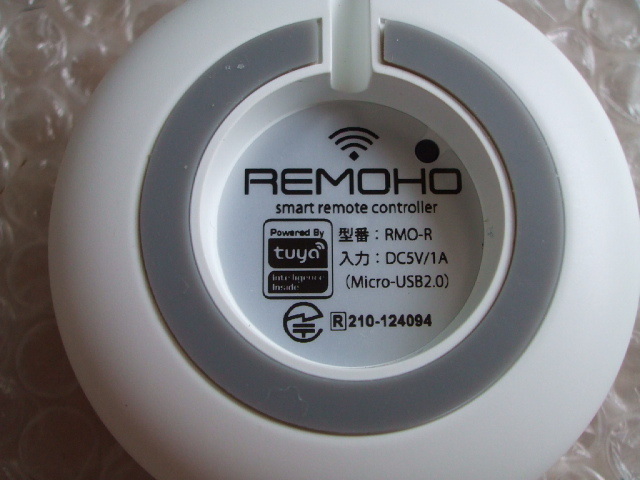 REMOHO
smart remote controller
Powered By
tuya
Intelligence
Inside
型番：RMO-R
入力：DC5V/1A
（Micro-USB2.0）
R 210-124094